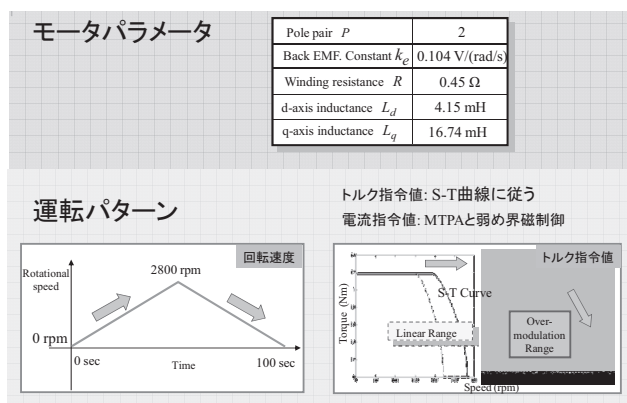 モータパラメータ
Pole pair P 2
Back EMF. Constant ke 0.104 V/(rad/s)
Winding resistance R 0.45 Ω
d-axis inductance Ld 4.15 mH
q-axis inductance Lq 16.74 mH
運転パターン
トルク指令値: S-T曲線に従う
電流指令値: MTPAと弱め界磁制御
回転速度
Rotational
speed
2800 rpm
0 rpm
0 sec
Time
100 sec
トルク指令値
Torque (Nm)
S-T Curve
Linear Range
Over-
modulation
Range
Speed (rpm)